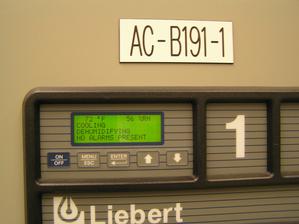 AC-B191-1
72 °F 56 %RH
COOLING
DEHUMIDIFYING
NO ALARMS PRESENT
1
ON
OFF
MENU
ESC
ENTER
Liebert